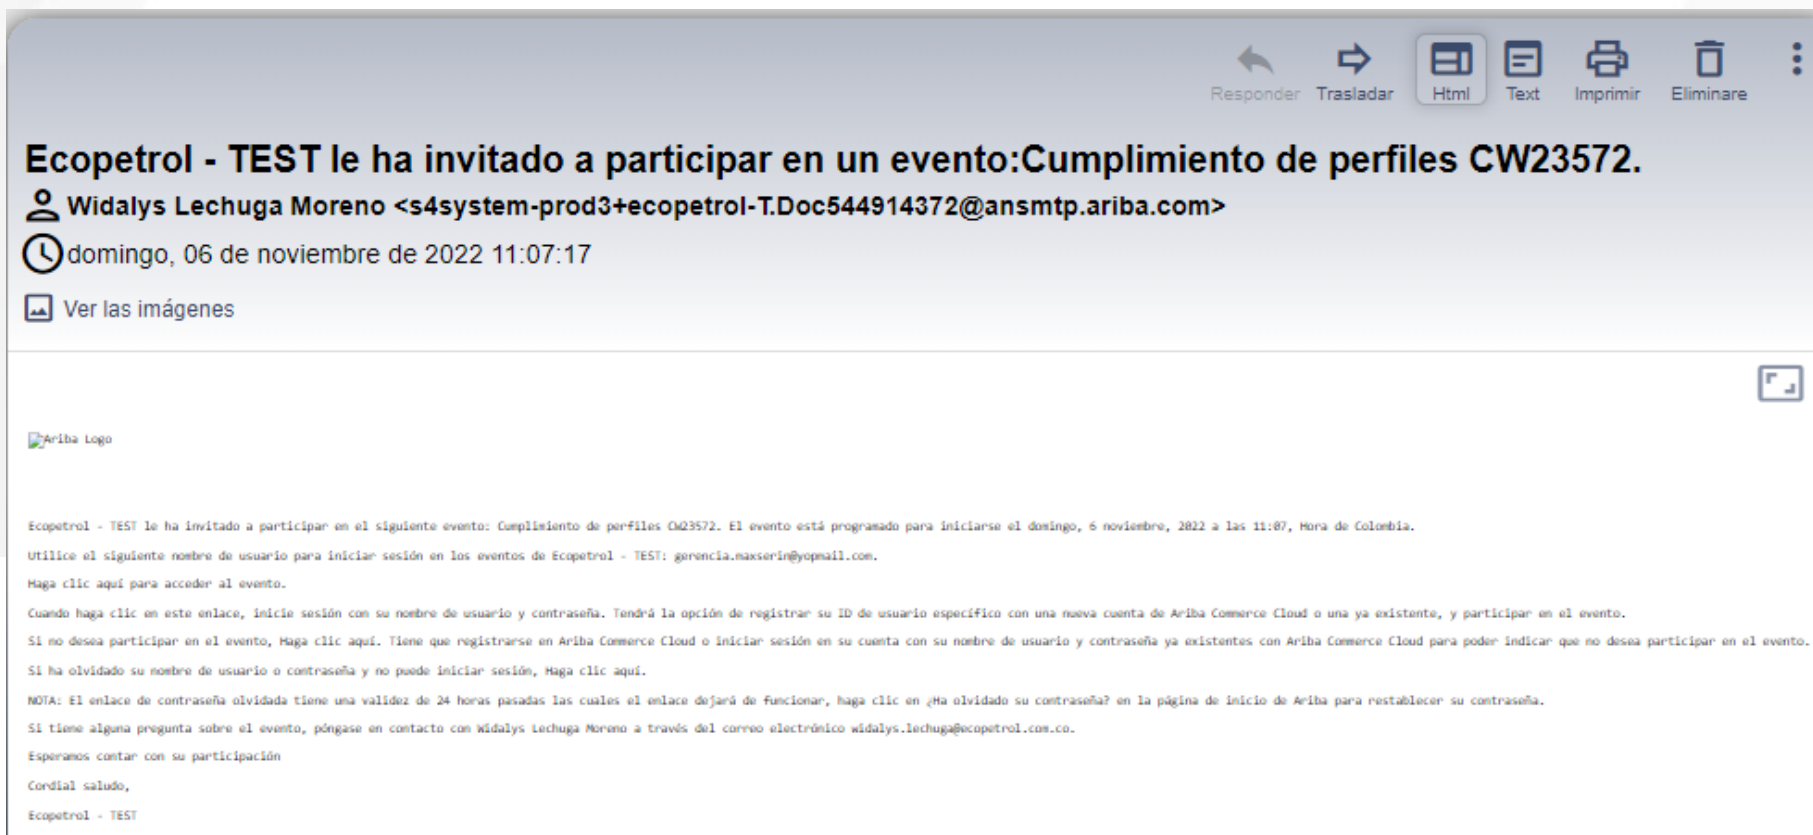 Responder Trasladar Html Text Imprimir Eliminare
Ecopetrol - TEST le ha invitado a participar en un evento:Cumplimiento de perfiles CW23572.
Widalys Lechuga Moreno <s4system-prod3+ecopetrol-T.Doc544914372@ansmtp.ariba.com>
domingo, 06 de noviembre de 2022 11:07:17
Ver las imágenes
Ariba Logo
Ecopetrol - TEST le ha invitado a participar en el siguiente evento: Cumplimiento de perfiles CW23572. El evento está programado para iniciarse el domingo, 6 noviembre, 2022 a las 11:07, Hora de Colombia.
Utilice el siguiente nombre de usuario para iniciar sesión en los eventos de Ecopetrol - TEST: gerencia.maxserin@yopmail.com.
Haga clic aquí para acceder al evento.
Cuando haga clic en este enlace, inicie sesión con su nombre de usuario y contraseña. Tendrá la opción de registrar su ID de usuario específico con una nueva cuenta de Ariba Commerce Cloud o una ya existente, y participar en el evento.
Si no desea participar en el evento, Haga clic aquí. Tiene que registrarse en Ariba Commerce Cloud o iniciar sesión en su cuenta con su nombre de usuario y contraseña ya existentes con Ariba Commerce Cloud para poder indicar que no desea participar en el evento.
Si ha olvidado su nombre de usuario o contraseña y no puede iniciar sesión, Haga clic aquí.
NOTA: El enlace de contraseña olvidada tiene una validez de 24 horas pasadas las cuales el enlace dejará de funcionar, haga clic en ¿Ha olvidado su contraseña? en la página de inicio de Ariba para restablecer su contraseña.
Si tiene alguna pregunta sobre el evento, póngase en contacto con Widalys Lechuga Moreno a través del correo electrónico widalys.lechuga@ecopetrol.com.co.
Esperamos contar con su participación
Cordial saludo,
Ecopetrol - TEST